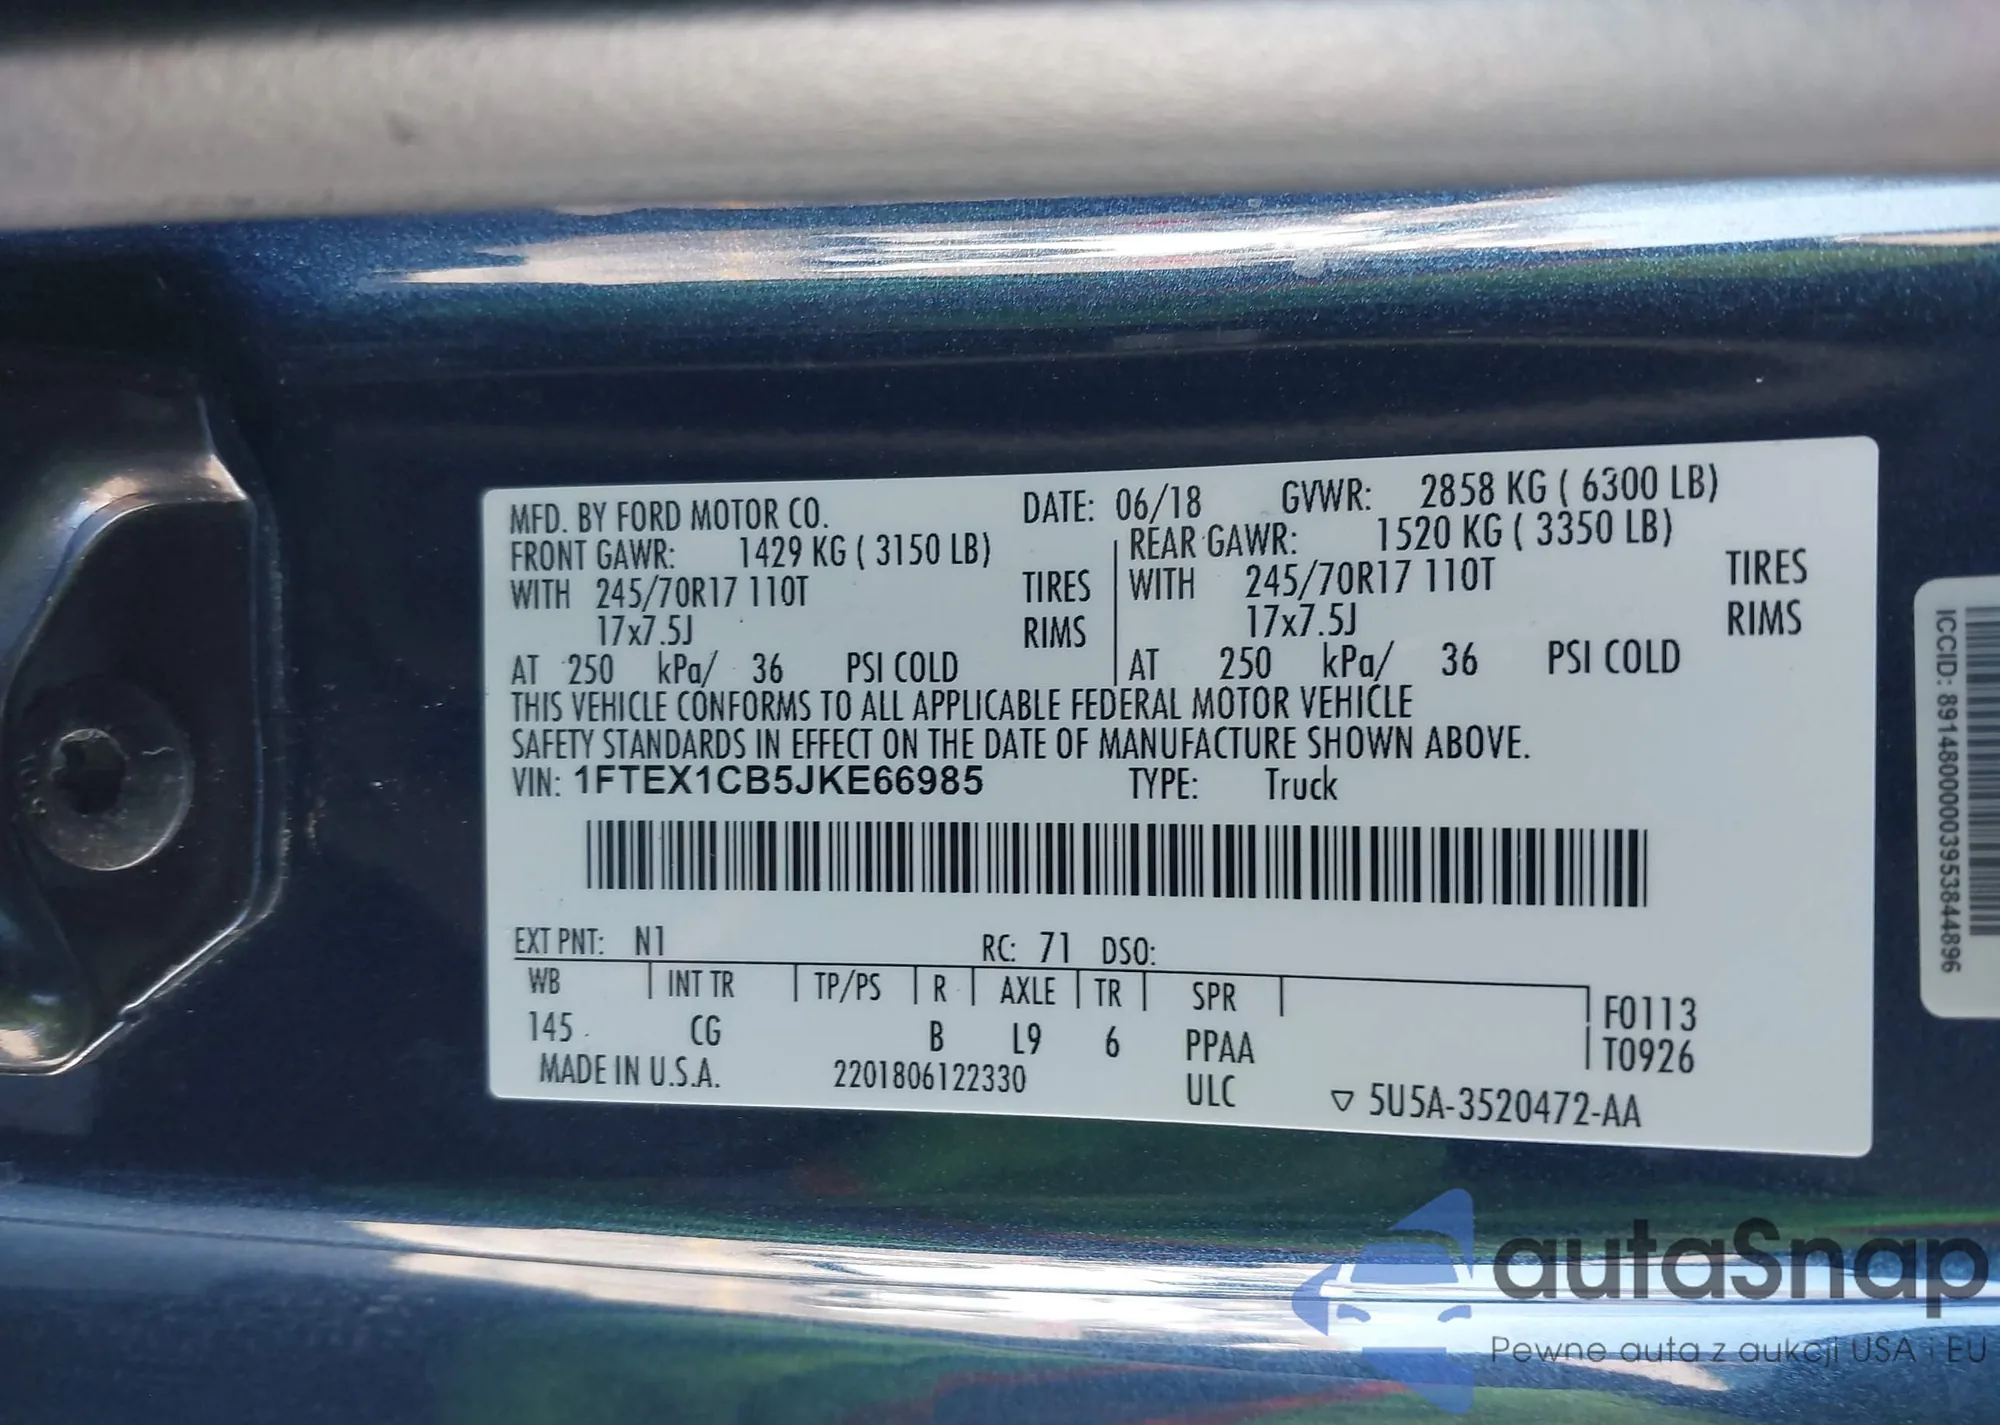 MFD. BY FORD MOTOR CO. DATE: 06/18 GVWR: 2858 KG ( 6300 LB)
FRONT GAWR: 1429 KG ( 3150 LB) REAR GAWR: 1520 KG ( 3350 LB)
WITH 245/70R17 110T TIRES WITH 245/70R17 110T TIRES
17x7.5J RIMS 17x7.5J RIMS
AT 250 kPa/ 36 PSI COLD AT 250 kPa/ 36 PSI COLD
THIS VEHICLE CONFORMS TO ALL APPLICABLE FEDERAL MOTOR VEHICLE
SAFETY STANDARDS IN EFFECT ON THE DATE OF MANUFACTURE SHOWN ABOVE.
VIN: 1FTEX1CB5JKE66985 TYPE: Truck
EXT PNT: N1 RC: 71 DSO:
WB INT TR TP/PS R AXLE TR SPR F0113
145 CG B L9 6 PPAA T0926
MADE IN U.S.A. 2201806122330 ULC ▽ 5U5A-3520472-AA
ICCID: 89148000003953844896
autaSnap
Pewne auta z aukcji USA i EU